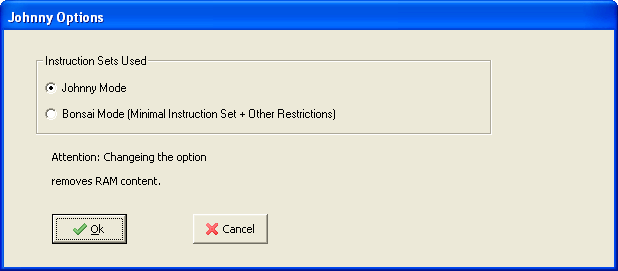 Johnny Options
Instruction Sets Used
Johnny Mode
Bonsai Mode (Minimal Instruction Set + Other Restrictions)
Attention: Changeing the option
removes RAM content.
Ok
Cancel